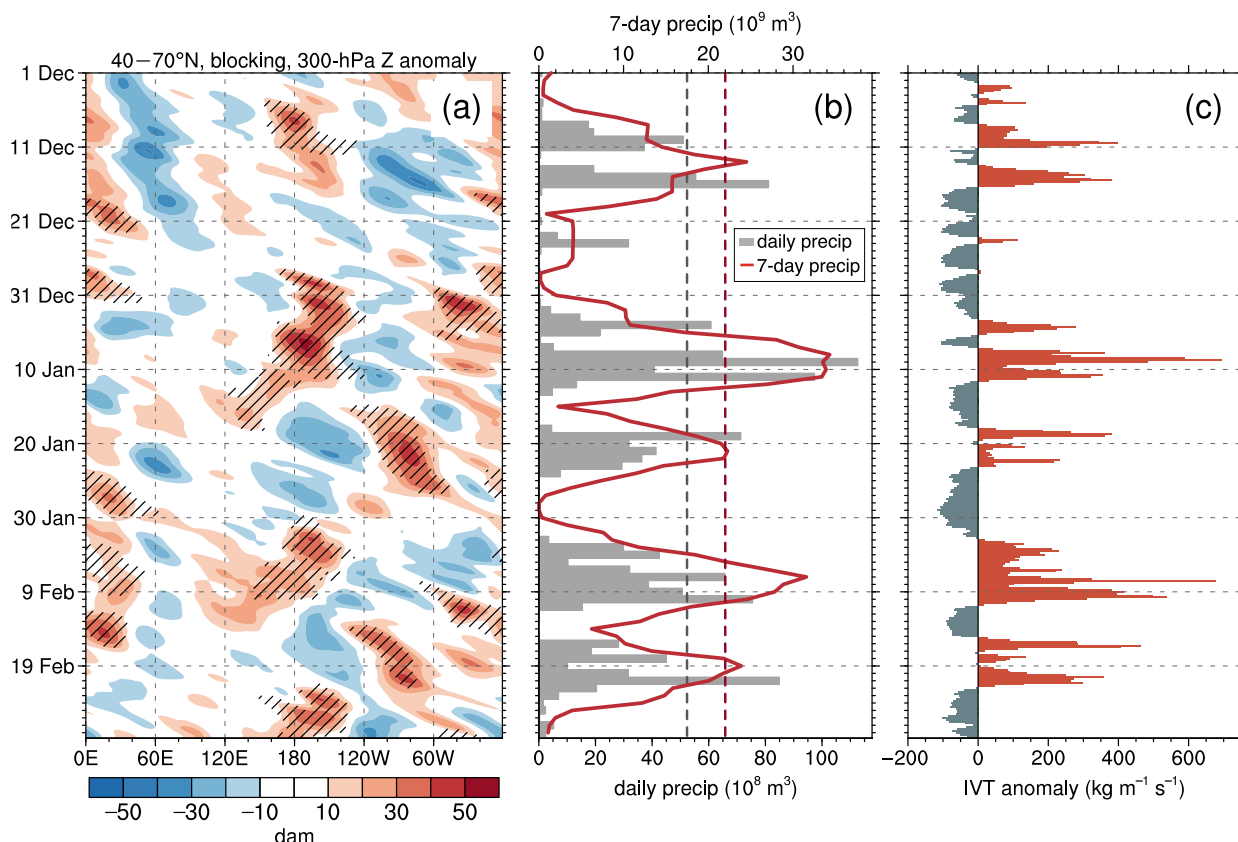 7-day precip (10⁹ m³)
0 10 20 30
40−70°N, blocking, 300-hPa Z anomaly
(a) (b) (c)
1 Dec
11 Dec
21 Dec
31 Dec
10 Jan
20 Jan
30 Jan
9 Feb
19 Feb
daily precip
7-day precip
0E 60E 120E 180 120W 60W
0 20 40 60 80 100
−200 0 200 400 600
daily precip (10⁸ m³)
IVT anomaly (kg m⁻¹ s⁻¹)
−50 −30 −10 10 30 50
dam